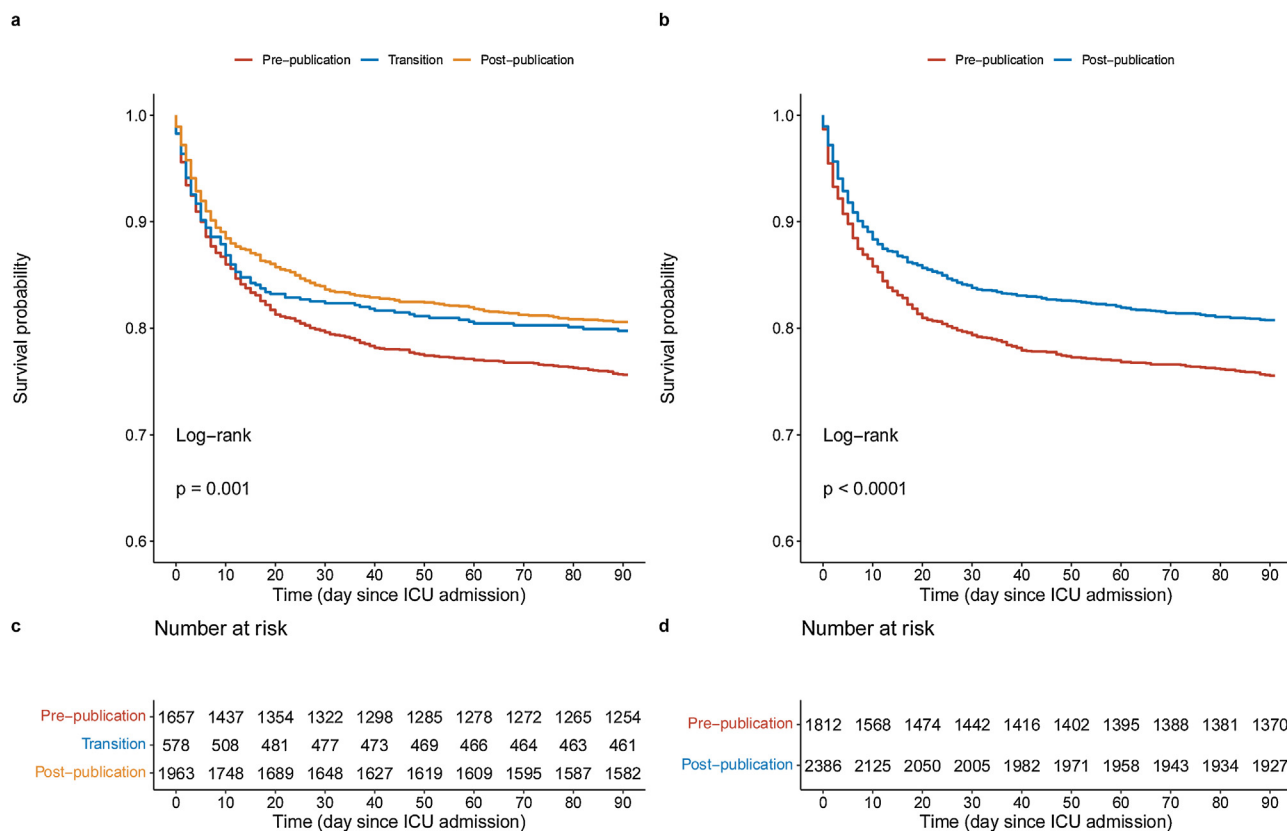 a
Pre−publication Transition Post−publication
1.0
0.9
0.8
0.7
0.6
Survival probability
Log−rank
p = 0.001
0 10 20 30 40 50 60 70 80 90
Time (day since ICU admission)
b
Pre−publication Post−publication
1.0
0.9
0.8
0.7
0.6
Survival probability
Log−rank
p < 0.0001
0 10 20 30 40 50 60 70 80 90
Time (day since ICU admission)
c
Number at risk
Pre−publication 1657 1437 1354 1322 1298 1285 1278 1272 1265 1254
Transition 578 508 481 477 473 469 466 464 463 461
Post−publication 1963 1748 1689 1648 1627 1619 1609 1595 1587 1582
0 10 20 30 40 50 60 70 80 90
Time (day since ICU admission)
d
Number at risk
Pre−publication 1812 1568 1474 1442 1416 1402 1395 1388 1381 1370
Post−publication 2386 2125 2050 2005 1982 1971 1958 1943 1934 1927
0 10 20 30 40 50 60 70 80 90
Time (day since ICU admission)